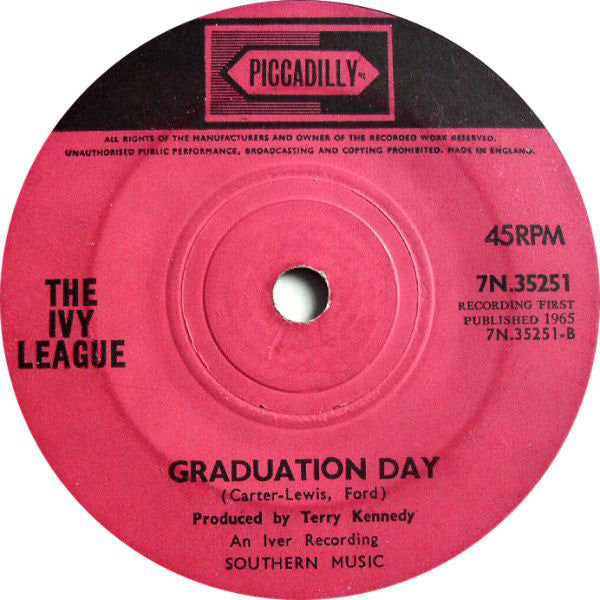 PICCADILLY
ALL RIGHTS OF THE MANUFACTURERS AND OWNER OF THE RECORDED WORK RESERVED.
UNAUTHORISED PUBLIC PERFORMANCE, BROADCASTING AND COPYING PROHIBITED. MADE IN ENGLAND.
45RPM
7N.35251
RECORDING FIRST
PUBLISHED 1965
7N.35251-B
THE
IVY
LEAGUE
GRADUATION DAY
(Carter-Lewis, Ford)
Produced by Terry Kennedy
An Iver Recording
SOUTHERN MUSIC